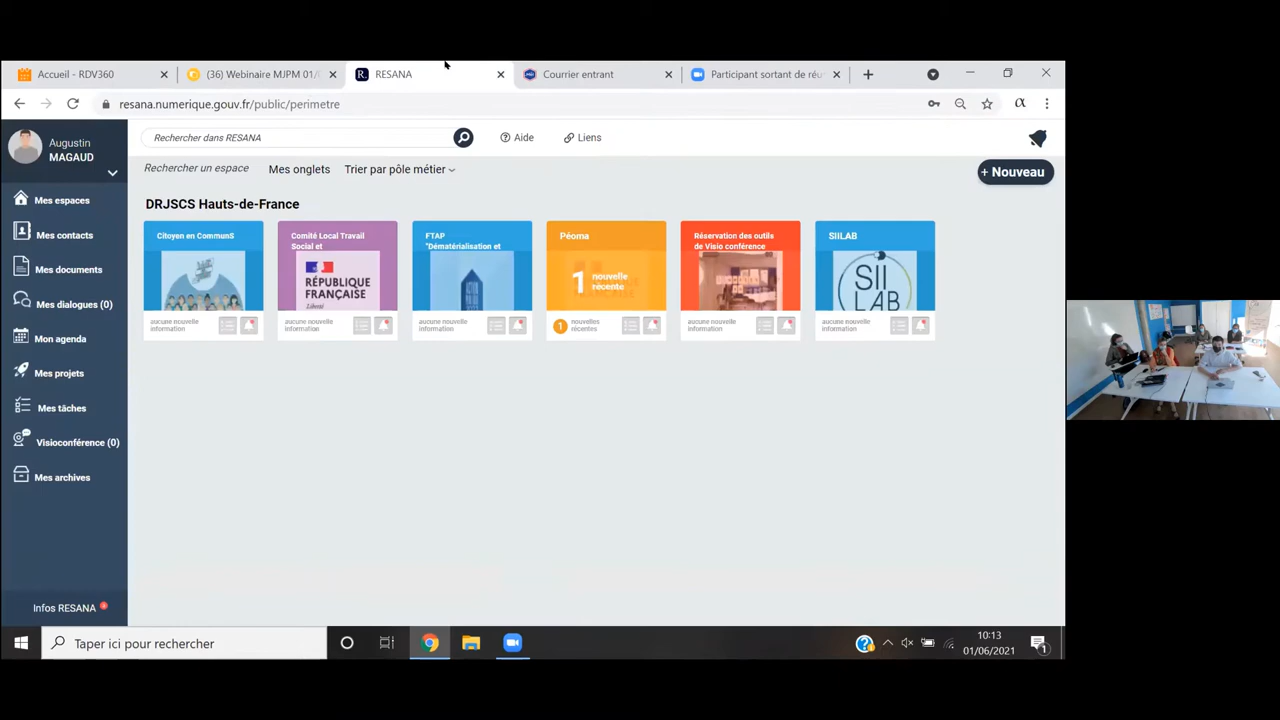 Accueil - RDV360
(36) Webinaire MJPM 01/
RESANA
Courrier entrant
Participant sortant de réu
resana.numerique.gouv.fr/public/perimetre
Augustin
MAGAUD
Rechercher dans RESANA
Aide
Liens
Rechercher un espace
Mes onglets
Trier par pôle métier
+ Nouveau
Mes espaces
Mes contacts
Mes documents
Mes dialogues (0)
Mon agenda
Mes projets
Mes tâches
Visioconférence (0)
Mes archives
Infos RESANA
DRJSCS Hauts-de-France
Citoyen en CommunS
aucune nouvelle
information
Comité Local Travail
Social et
RÉPUBLIQUE
FRANÇAISE
Liberté
aucune nouvelle
information
FTAP
"Dématérialisation et
aucune nouvelle
information
Péoma
1 nouvelle
récente
1 nouvelles
récentes
Réservation des outils
de Visio conférence
aucune nouvelle
information
SIILAB
SII
LAB
aucune nouvelle
information
Taper ici pour rechercher
10:13
01/06/2021
1